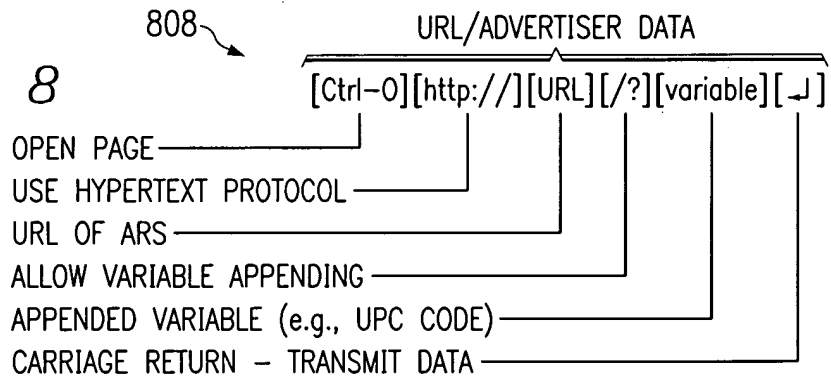 808
URL/ADVERTISER DATA
8
[Ctrl-O][http://][URL][/?][variable][↵]
OPEN PAGE
USE HYPERTEXT PROTOCOL
URL OF ARS
ALLOW VARIABLE APPENDING
APPENDED VARIABLE (e.g., UPC CODE)
CARRIAGE RETURN - TRANSMIT DATA